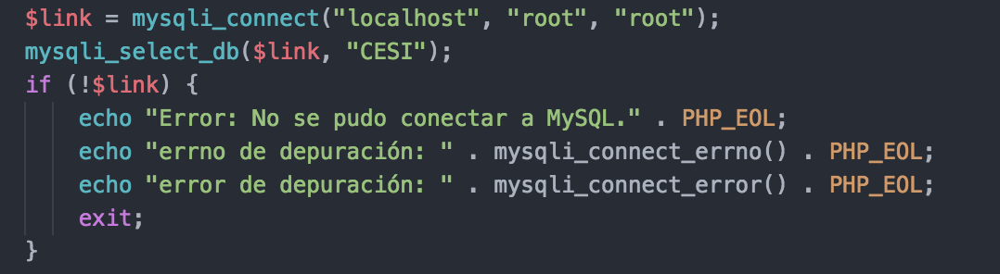 $link = mysqli_connect("localhost", "root", "root");
mysqli_select_db($link, "CESI");
if (!$link) {
    echo "Error: No se pudo conectar a MySQL." . PHP_EOL;
    echo "errno de depuración: " . mysqli_connect_errno() . PHP_EOL;
    echo "error de depuración: " . mysqli_connect_error() . PHP_EOL;
    exit;
}